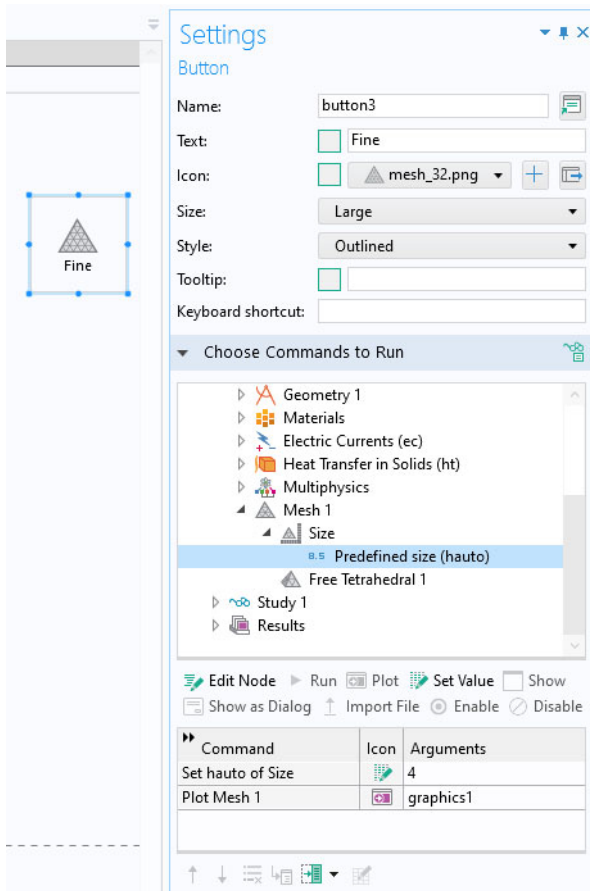 Settings
Button
Name: button3
Text: Fine
Icon: mesh_32.png
Size: Large
Style: Outlined
Tooltip:
Keyboard shortcut:
Fine
Choose Commands to Run
Geometry 1
Materials
Electric Currents (ec)
Heat Transfer in Solids (ht)
Multiphysics
Mesh 1
Size
8.5 Predefined size (hauto)
Free Tetrahedral 1
Study 1
Results
Edit Node Run Plot Set Value Show
Show as Dialog Import File Enable Disable
Command Icon Arguments
Set hauto of Size 4
Plot Mesh 1 graphics1